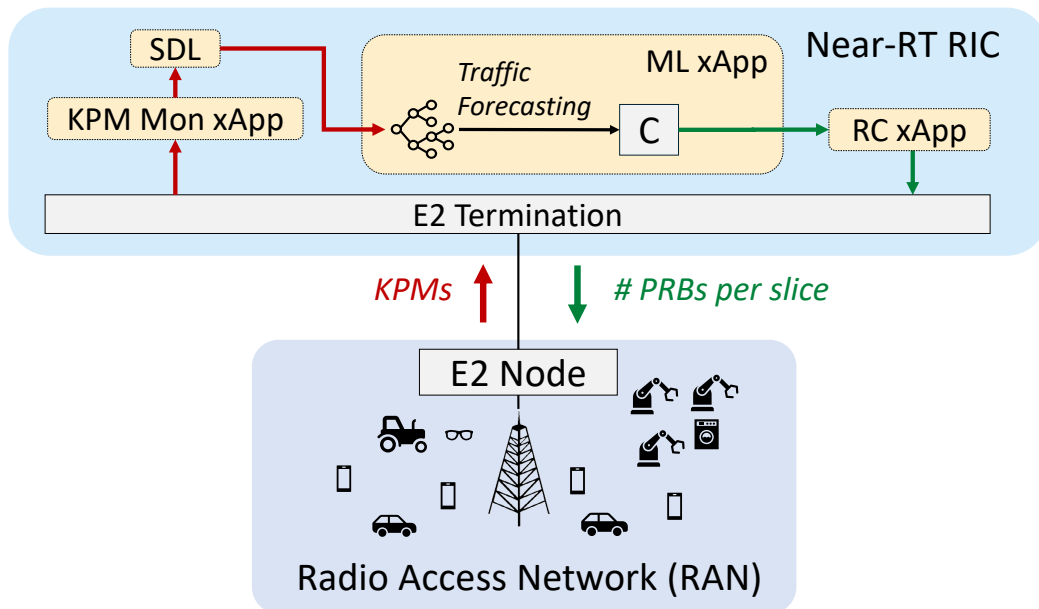 SDL
Near-RT RIC
ML xApp
Traffic
Forecasting
KPM Mon xApp
C
RC xApp
E2 Termination
KPMs
# PRBs per slice
E2 Node
Radio Access Network (RAN)